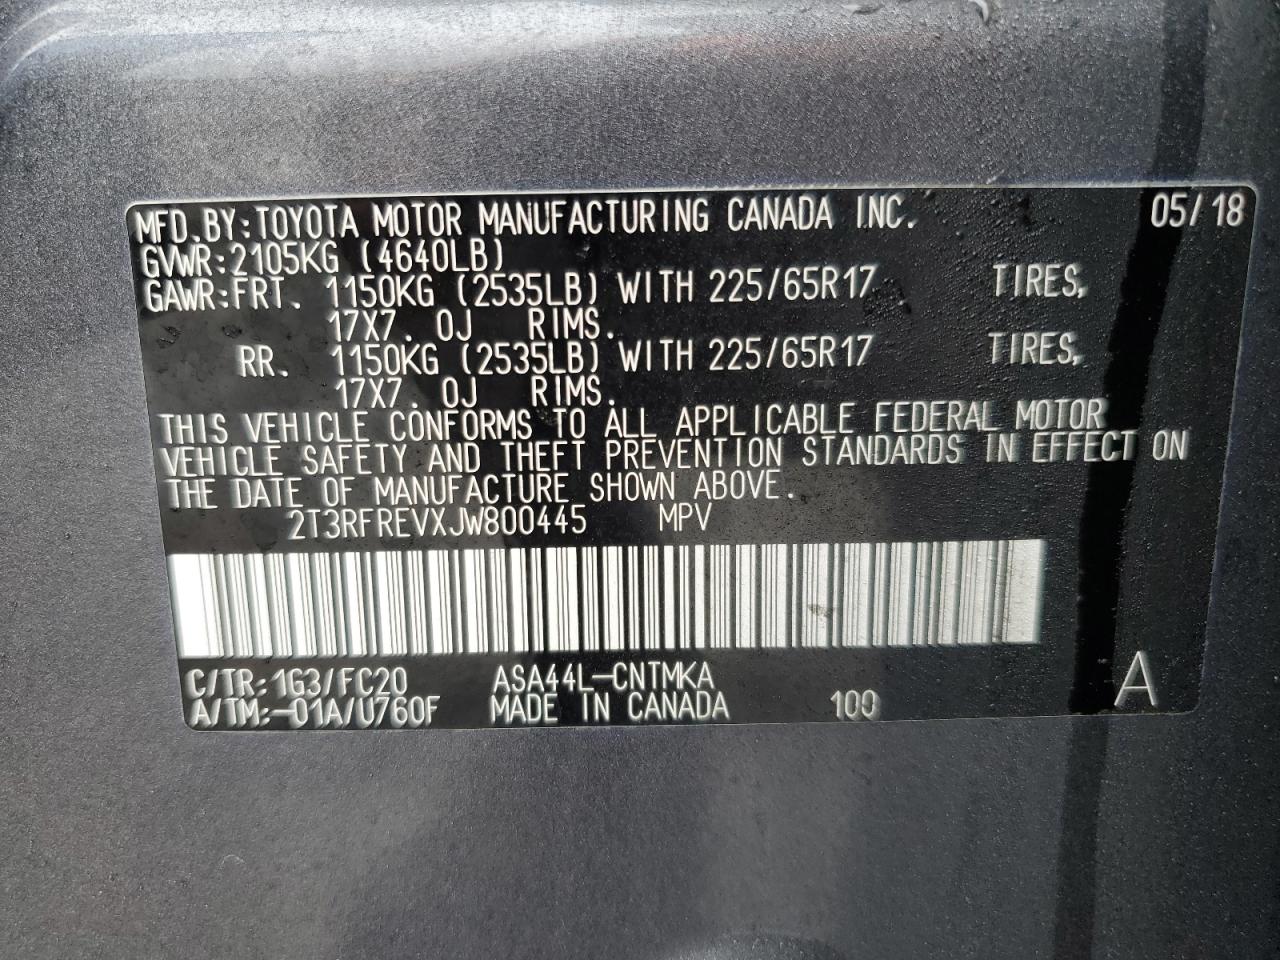 MFD.BY:TOYOTA MOTOR MANUFACTURING CANADA INC. 05/18
GVWR:2105KG (4640LB)
GAWR:FRT. 1150KG (2535LB) WITH 225/65R17 TIRES,
17X7.0J RIMS.
RR. 1150KG (2535LB) WITH 225/65R17 TIRES,
17X7.0J RIMS.
THIS VEHICLE CONFORMS TO ALL APPLICABLE FEDERAL MOTOR
VEHICLE SAFETY AND THEFT PREVENTION STANDARDS IN EFFECT ON
THE DATE OF MANUFACTURE SHOWN ABOVE.
2T3RFREVXJW800445 MPV
C/TR:1G3/FC20 ASA44L-CNTMKA
A/TM:-01A/U760F MADE IN CANADA 100 A